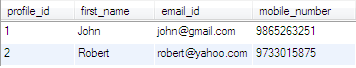 profile_id first_name email_id mobile_number
1 John john@gmail.com 9865263251
2 Robert robert@yahoo.com 9733015875